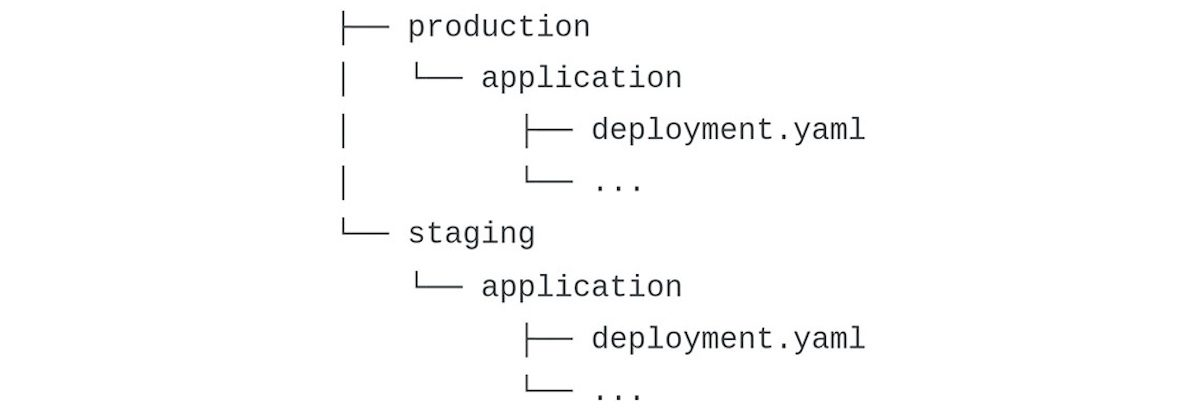 ├── production
│   └── application
│         ├── deployment.yaml
│         └── ...
└── staging
    └── application
          ├── deployment.yaml
          └── ...